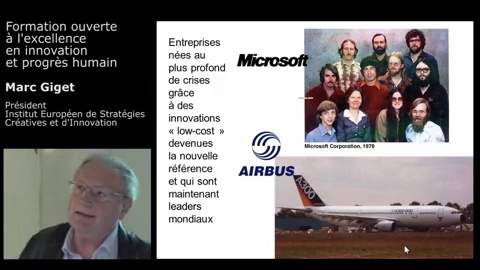 Formation ouverte
à l'excellence
en innovation
et progrès humain
Marc Giget
Président
Institut Européen de Stratégies
Créatives et d'Innovation
Entreprises
nées au
plus profond
de crises
grâce
à des
innovations
« low-cost »
devenues
la nouvelle
référence
et qui sont
maintenant
leaders
mondiaux
Microsoft
Microsoft Corporation, 1978
AIRBUS
A300